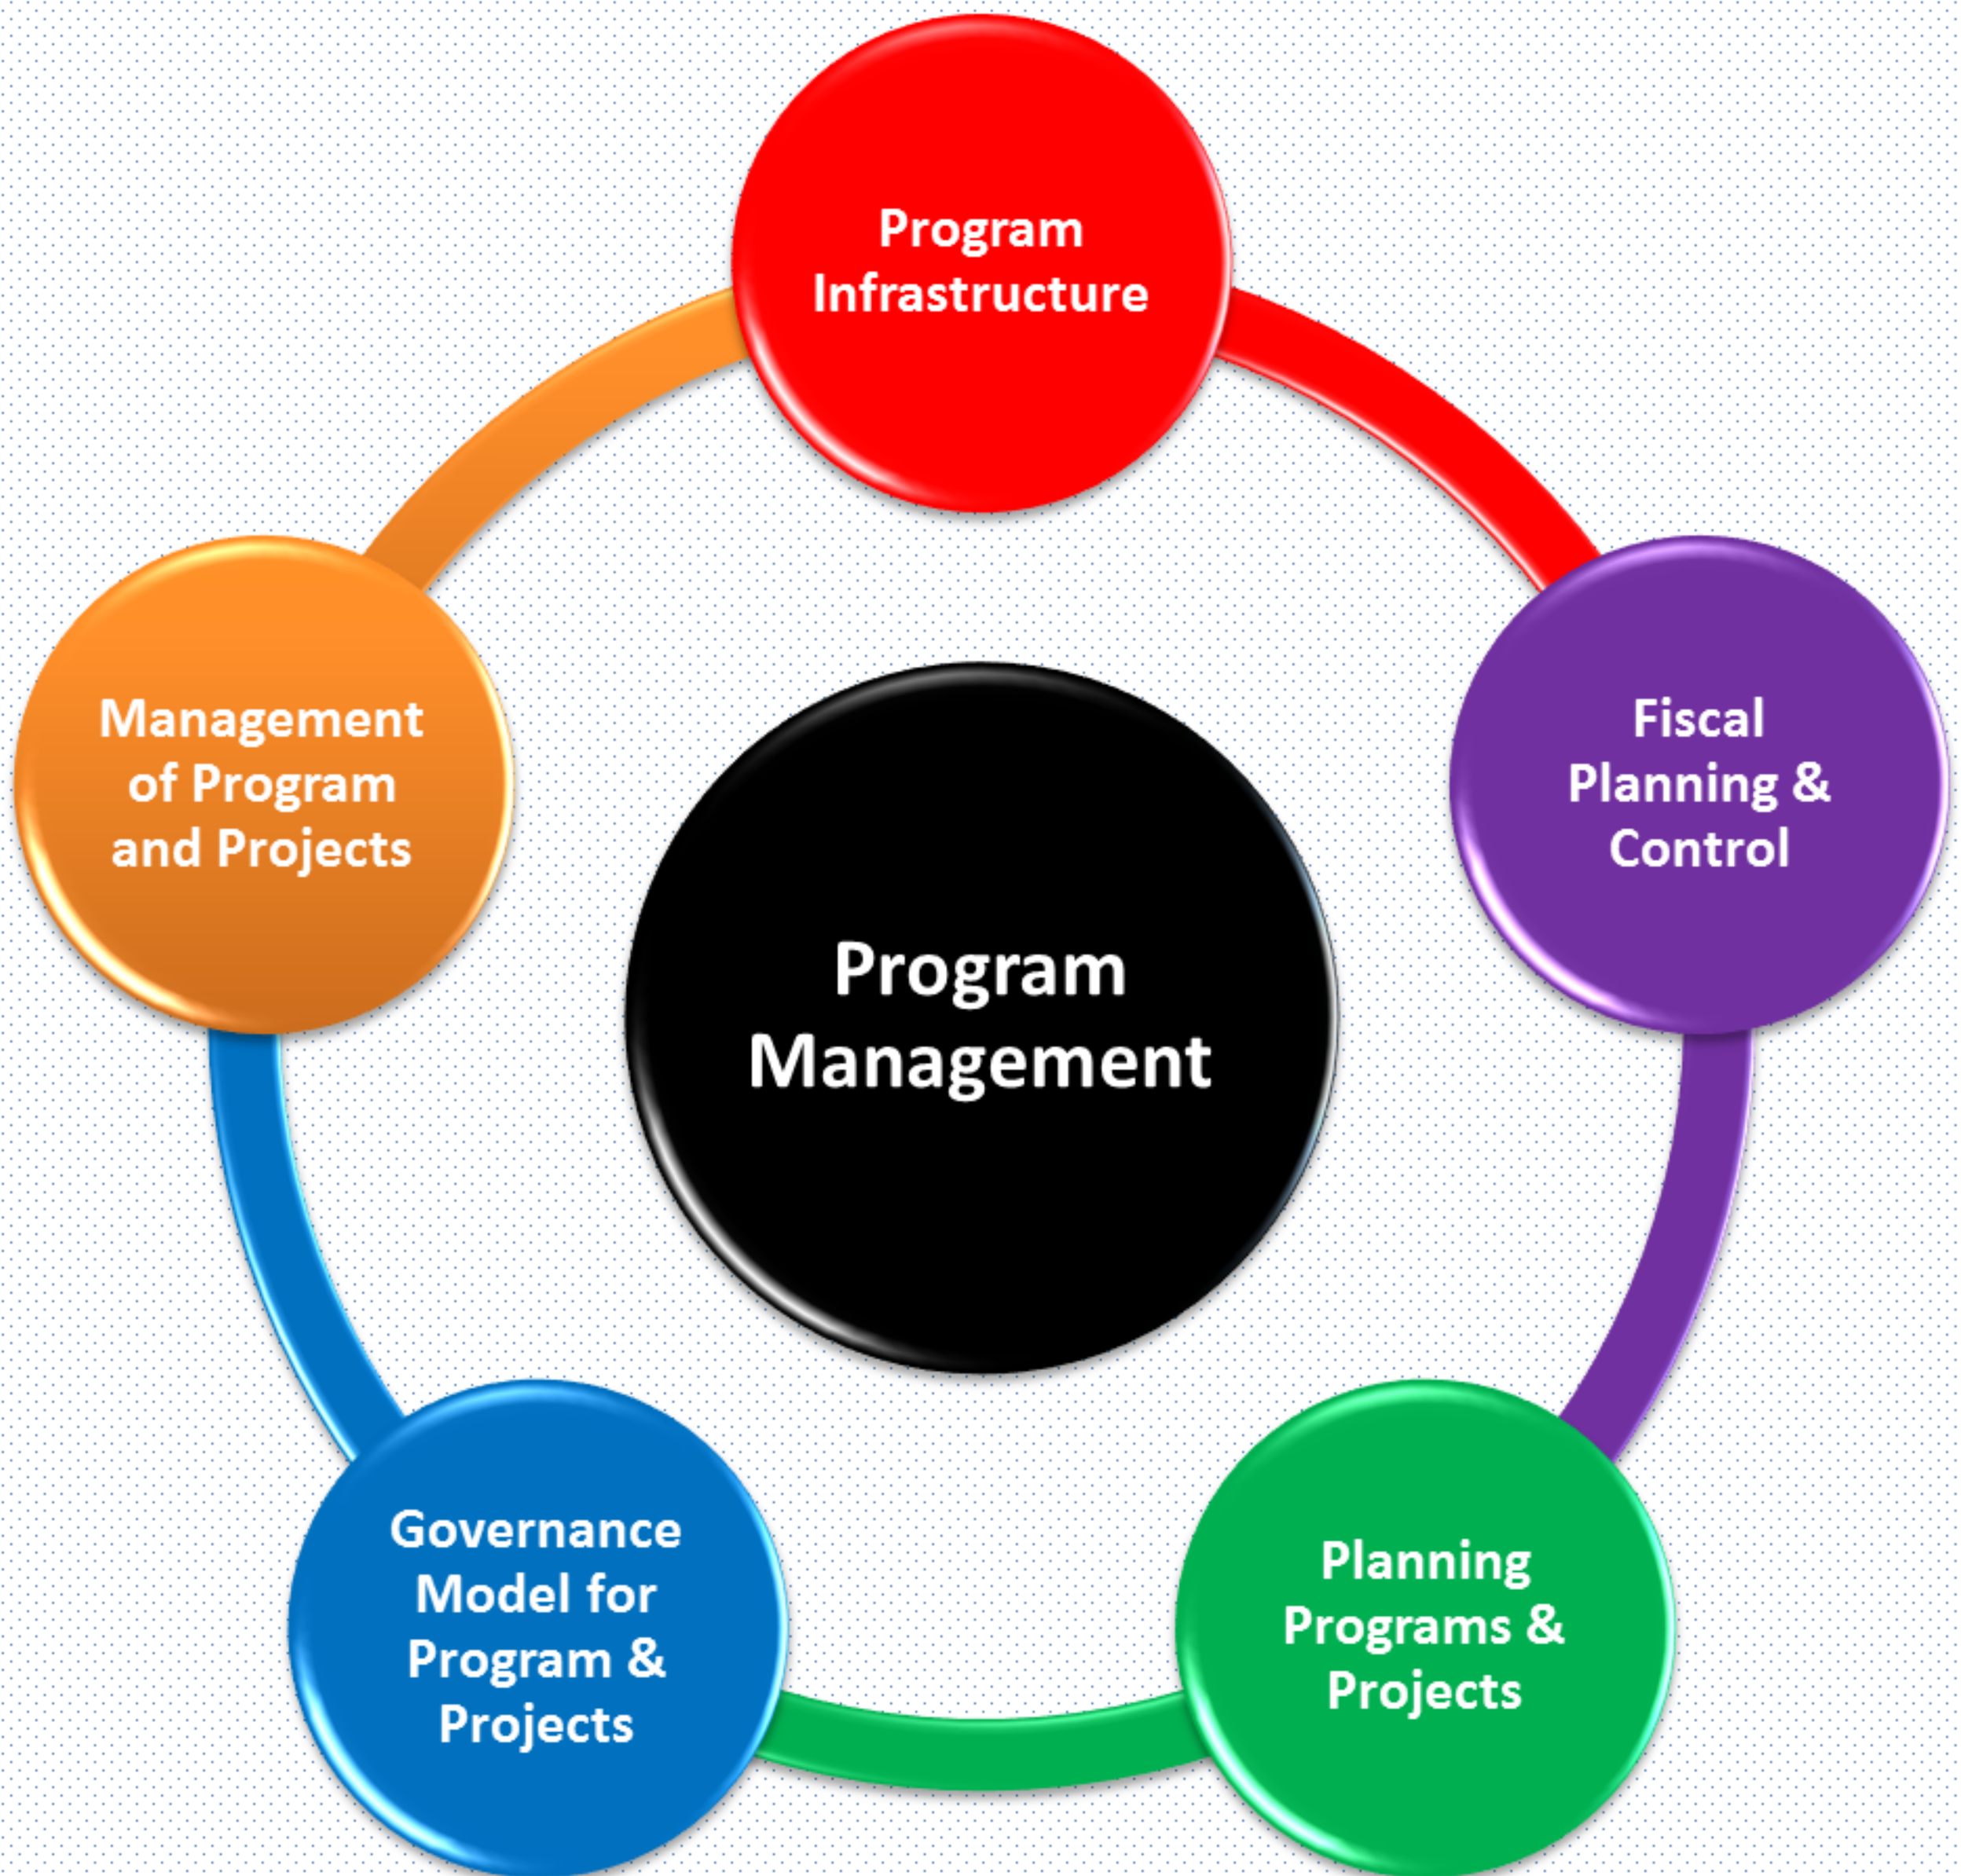 Program
Infrastructure
Fiscal
Planning &
Control
Planning
Programs &
Projects
Governance
Model for
Program &
Projects
Management
of Program
and Projects
Program
Management